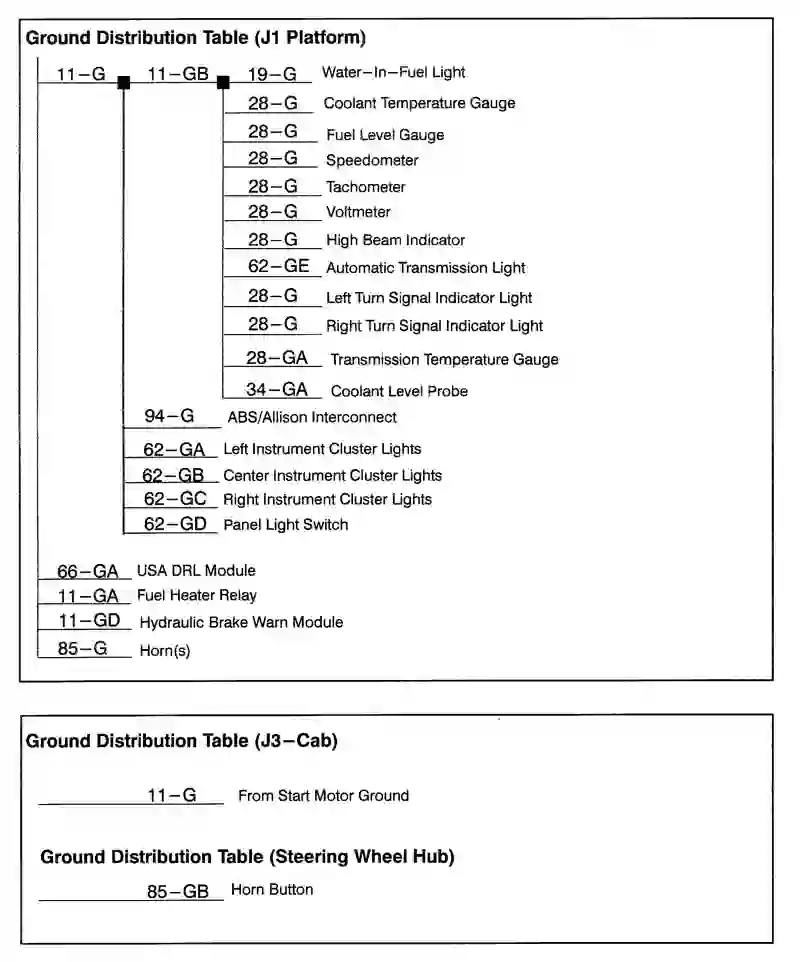 Ground Distribution Table (J1 Platform)
11-G 11-GB 19-G Water-In-Fuel Light
28-G Coolant Temperature Gauge
28-G Fuel Level Gauge
28-G Speedometer
28-G Tachometer
28-G Voltmeter
28-G High Beam Indicator
62-GE Automatic Transmission Light
28-G Left Turn Signal Indicator Light
28-G Right Turn Signal Indicator Light
28-GA Transmission Temperature Gauge
34-GA Coolant Level Probe
94-G ABS/Allison Interconnect
62-GA Left Instrument Cluster Lights
62-GB Center Instrument Cluster Lights
62-GC Right Instrument Cluster Lights
62-GD Panel Light Switch
66-GA USA DRL Module
11-GA Fuel Heater Relay
11-GD Hydraulic Brake Warn Module
85-G Horn(s)
Ground Distribution Table (J3-Cab)
11-G From Start Motor Ground
Ground Distribution Table (Steering Wheel Hub)
85-GB Horn Button